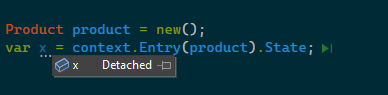 Product product = new();
var x = context.Entry(product).State;
x Detached